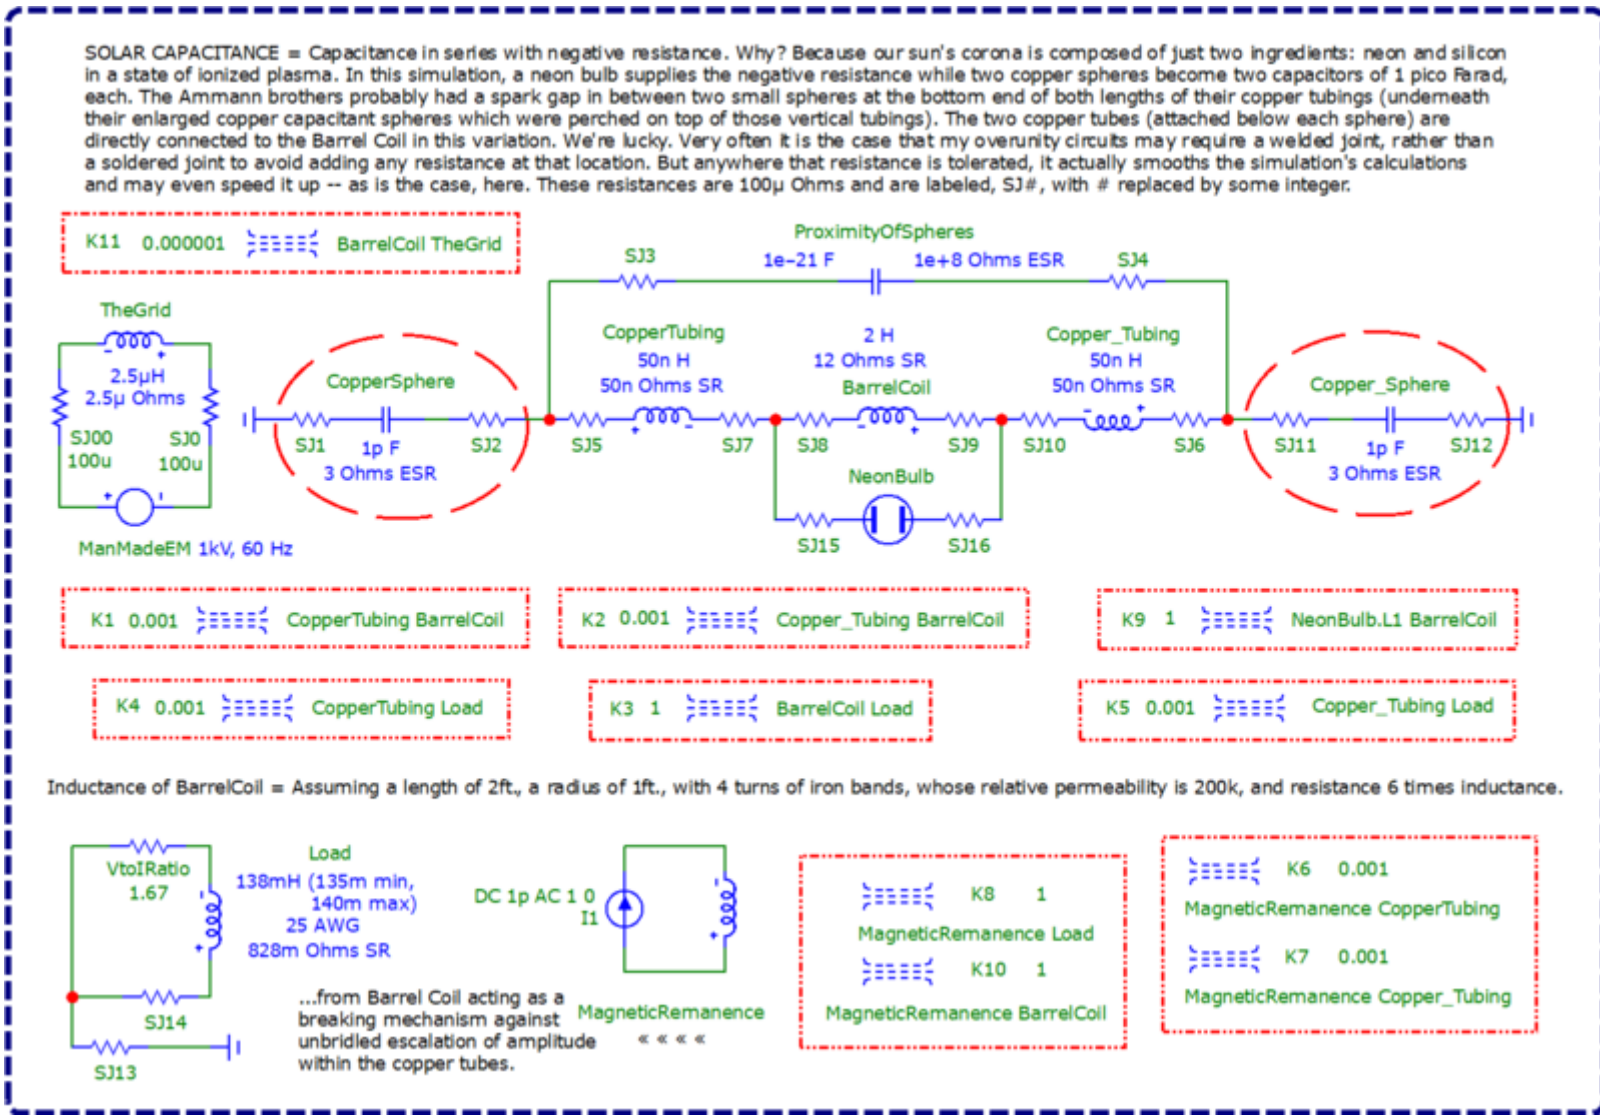 SOLAR CAPACITANCE = Capacitance in series with negative resistance. Why? Because our sun's corona is composed of just two ingredients: neon and silicon
in a state of ionized plasma. In this simulation, a neon bulb supplies the negative resistance while two copper spheres become two capacitors of 1 pico Farad,
each. The Ammann brothers probably had a spark gap in between two small spheres at the bottom end of both lengths of their copper tubings (underneath
their enlarged copper capacitant spheres which were perched on top of those vertical tubings). The two copper tubes (attached below each sphere) are
directly connected to the Barrel Coil in this variation. We're lucky. Very often it is the case that my overunity circuits may require a welded joint, rather than
a soldered joint to avoid adding any resistance at that location. But anywhere that resistance is tolerated, it actually smooths the simulation's calculations
and may even speed it up -- as is the case, here. These resistances are 100µ Ohms and are labeled, SJ#, with # replaced by some integer.
K11 0.000001 BarrelCoil TheGrid
ProximityOfSpheres
SJ3 1e-21 F 1e+8 Ohms ESR SJ4
TheGrid
2.5µH
2.5µ Ohms
SJ00 SJ0
100u 100u
ManMadeEM 1kV, 60 Hz
CopperSphere
SJ1 1p F SJ2
3 Ohms ESR
CopperTubing
50n H
50n Ohms SR
SJ5 SJ7
2 H
12 Ohms SR
BarrelCoil
SJ8 SJ9
NeonBulb
SJ15 SJ16
Copper_Tubing
50n H
50n Ohms SR
SJ10 SJ6
Copper_Sphere
SJ11 1p F SJ12
3 Ohms ESR
K1 0.001 CopperTubing BarrelCoil
K2 0.001 Copper_Tubing BarrelCoil
K9 1 NeonBulb.L1 BarrelCoil
K4 0.001 CopperTubing Load
K3 1 BarrelCoil Load
K5 0.001 Copper_Tubing Load
Inductance of BarrelCoil = Assuming a length of 2ft., a radius of 1ft., with 4 turns of iron bands, whose relative permeability is 200k, and resistance 6 times inductance.
VtoIRatio
1.67
Load
138mH (135m min,
140m max)
25 AWG
828m Ohms SR
SJ14
SJ13
...from Barrel Coil acting as a
breaking mechanism against
unbridled escalation of amplitude
within the copper tubes.
DC 1p AC 1 0
I1
MagneticRemanence
« « « «
K8 1
MagneticRemanence Load
K10 1
MagneticRemanence BarrelCoil
K6 0.001
MagneticRemanence CopperTubing
K7 0.001
MagneticRemanence Copper_Tubing